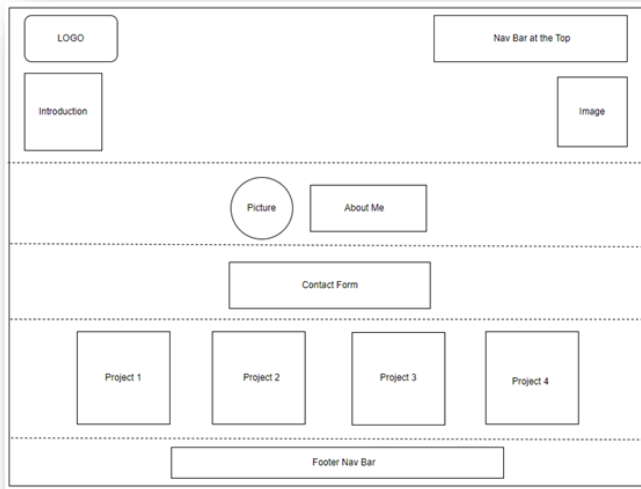 LOGO
Nav Bar at the Top
Introduction
Image
Picture
About Me
Contact Form
Project 1
Project 2
Project 3
Project 4
Footer Nav Bar